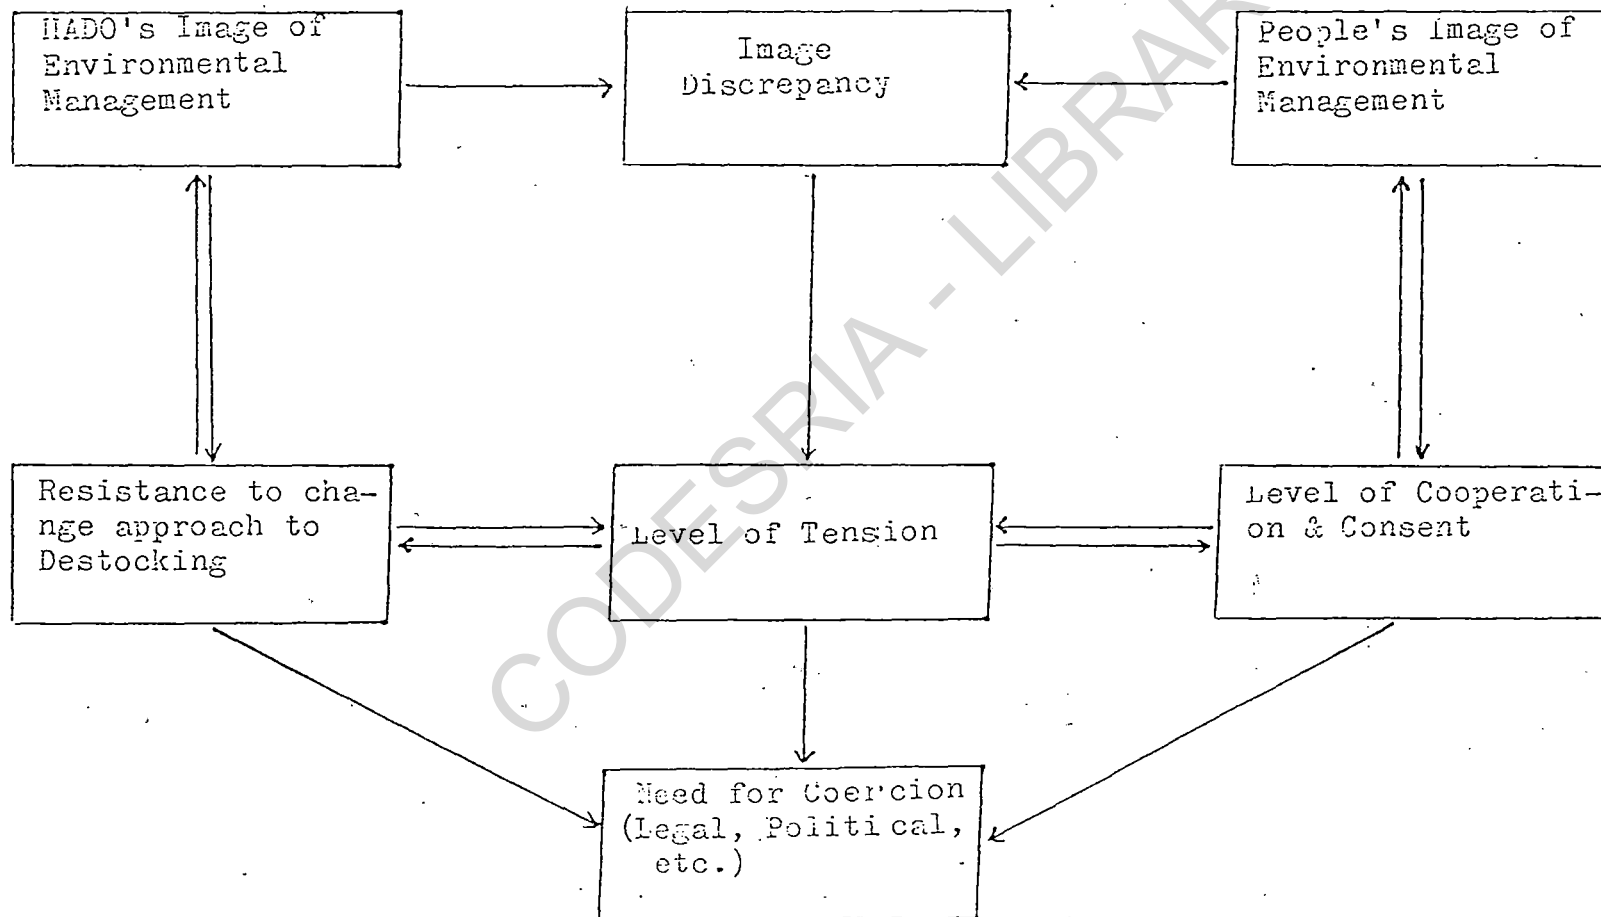 HADO's Image of
Environmental
Management
Image
Discrepancy
People's Image of
Environmental
Management
Resistance to cha-
nge approach to
Destocking
Level of Tension
Level of Cooperati-
on & Consent
Need for Coercion
(Legal, Political,
etc.)
CODESRIA - LIBRAR